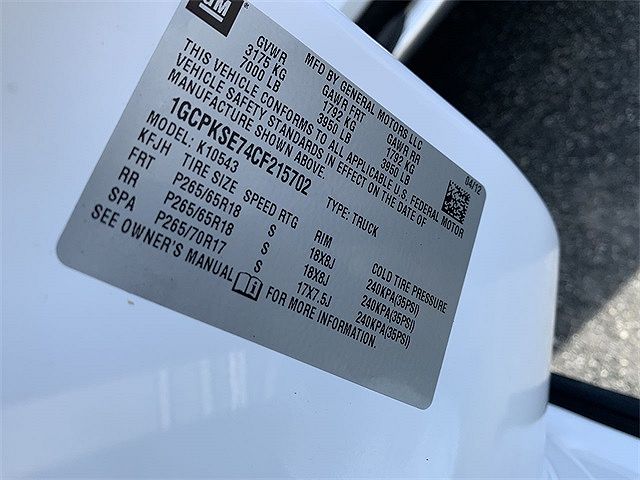 GM
MFD BY GENERAL MOTORS LLC 04/12
GVWR GAWR FRT GAWR RR
3175 KG 1792 KG 1792 KG
7000 LB 3950 LB 3950 LB
THIS VEHICLE CONFORMS TO ALL APPLICABLE U.S. FEDERAL MOTOR
VEHICLE SAFETY STANDARDS IN EFFECT ON THE DATE OF
MANUFACTURE SHOWN ABOVE.
1GCPKSE74CF215702
MODEL: K10543 TYPE: TRUCK
KFJH TIRE SIZE SPEED RTG RIM COLD TIRE PRESSURE
FRT P265/65R18 S 18X8J 240KPA(35PSI)
RR P265/65R18 S 18X8J 240KPA(35PSI)
SPA P265/70R17 S 17X7.5J 240KPA(35PSI)
SEE OWNER'S MANUAL FOR MORE INFORMATION.